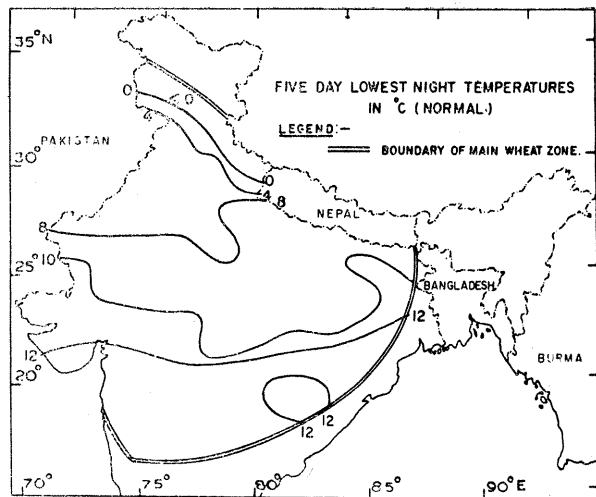 35°N
FIVE DAY LOWEST NIGHT TEMPERATURES
IN °C (NORMAL.)
LEGEND:-
BOUNDARY OF MAIN WHEAT ZONE.
0
<0
4
PAKISTAN
30°
0
4
8
NEPAL
8
10
25°
BANGLADESH
12
12
BURMA
20°
12
12
70°
75°
80°
85°
90°E